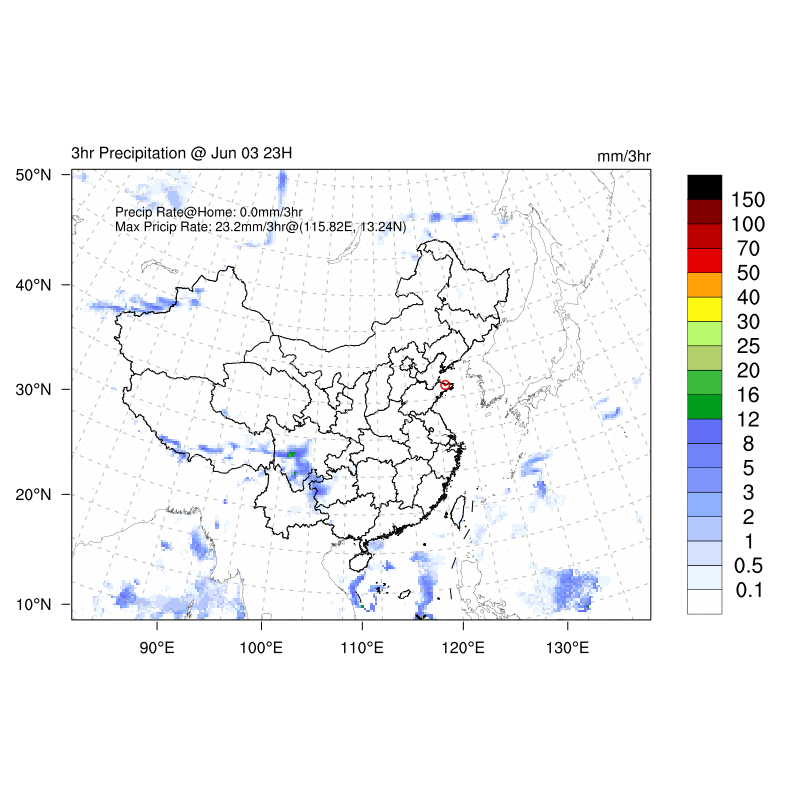 3hr Precipitation @ Jun 03 23H
mm/3hr
Precip Rate@Home: 0.0mm/3hr
Max Pricip Rate: 23.2mm/3hr@(115.82E, 13.24N)
50°N
40°N
30°N
20°N
10°N
90°E
100°E
110°E
120°E
130°E
150
100
70
50
40
30
25
20
16
12
8
5
3
2
1
0.5
0.1